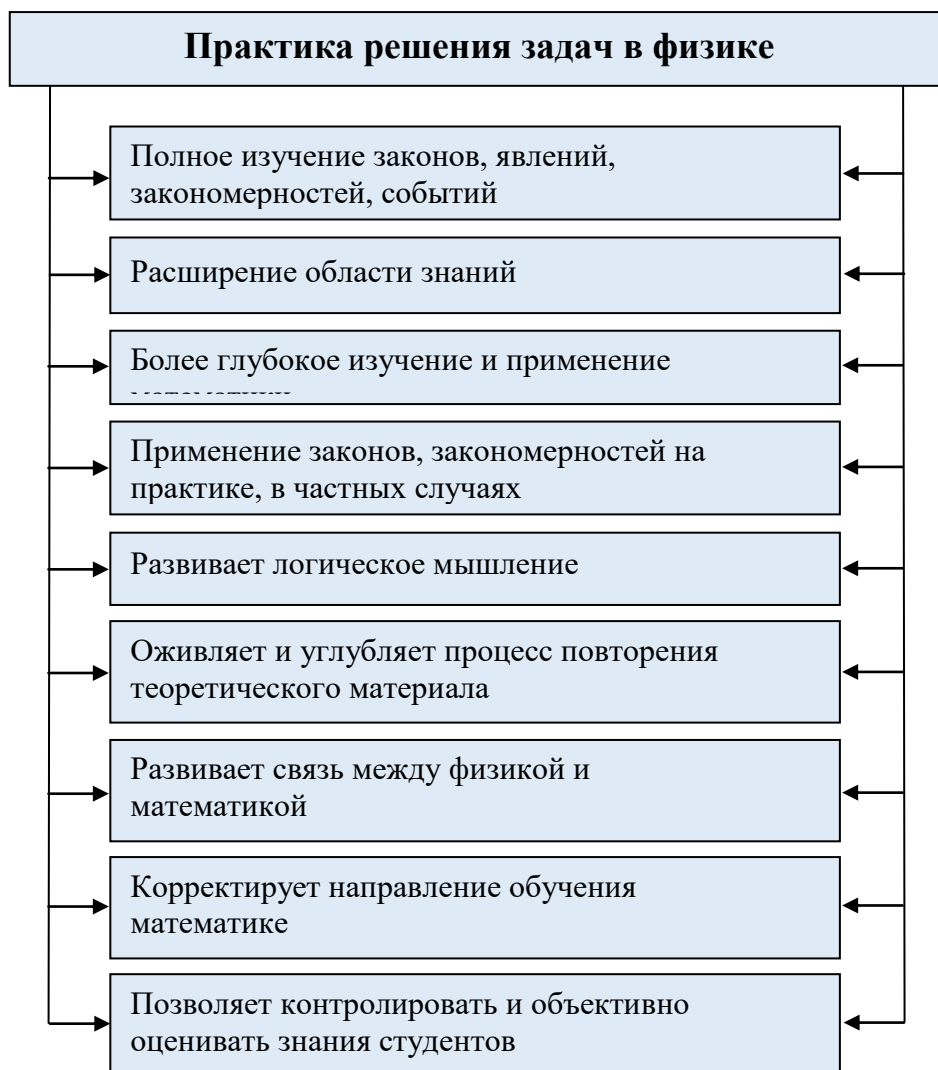 Практика решения задач в физике
Полное изучение законов, явлений,
закономерностей, событий
Расширение области знаний
Более глубокое изучение и применение
математики
Применение законов, закономерностей на
практике, в частных случаях
Развивает логическое мышление
Оживляет и углубляет процесс повторения
теоретического материала
Развивает связь между физикой и
математикой
Корректирует направление обучения
математике
Позволяет контролировать и объективно
оценивать знания студентов